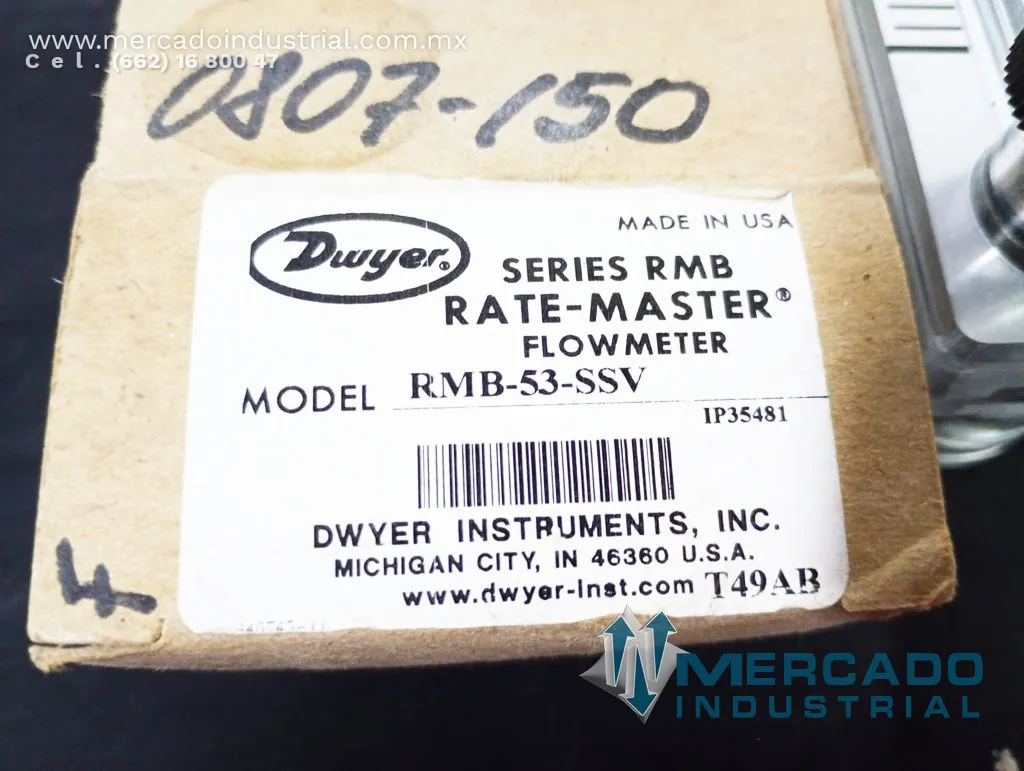 www.mercadoindustrial.com.mx
Cel. (662) 16 800 47
0807-150
MADE IN USA
Dwyer®
SERIES RMB
RATE-MASTER®
FLOWMETER
MODEL RMB-53-SSV
IP35481
DWYER INSTRUMENTS, INC.
MICHIGAN CITY, IN 46360 U.S.A.
www.dwyer-inst.com T49AB
F
MERCADO
INDUSTRIAL